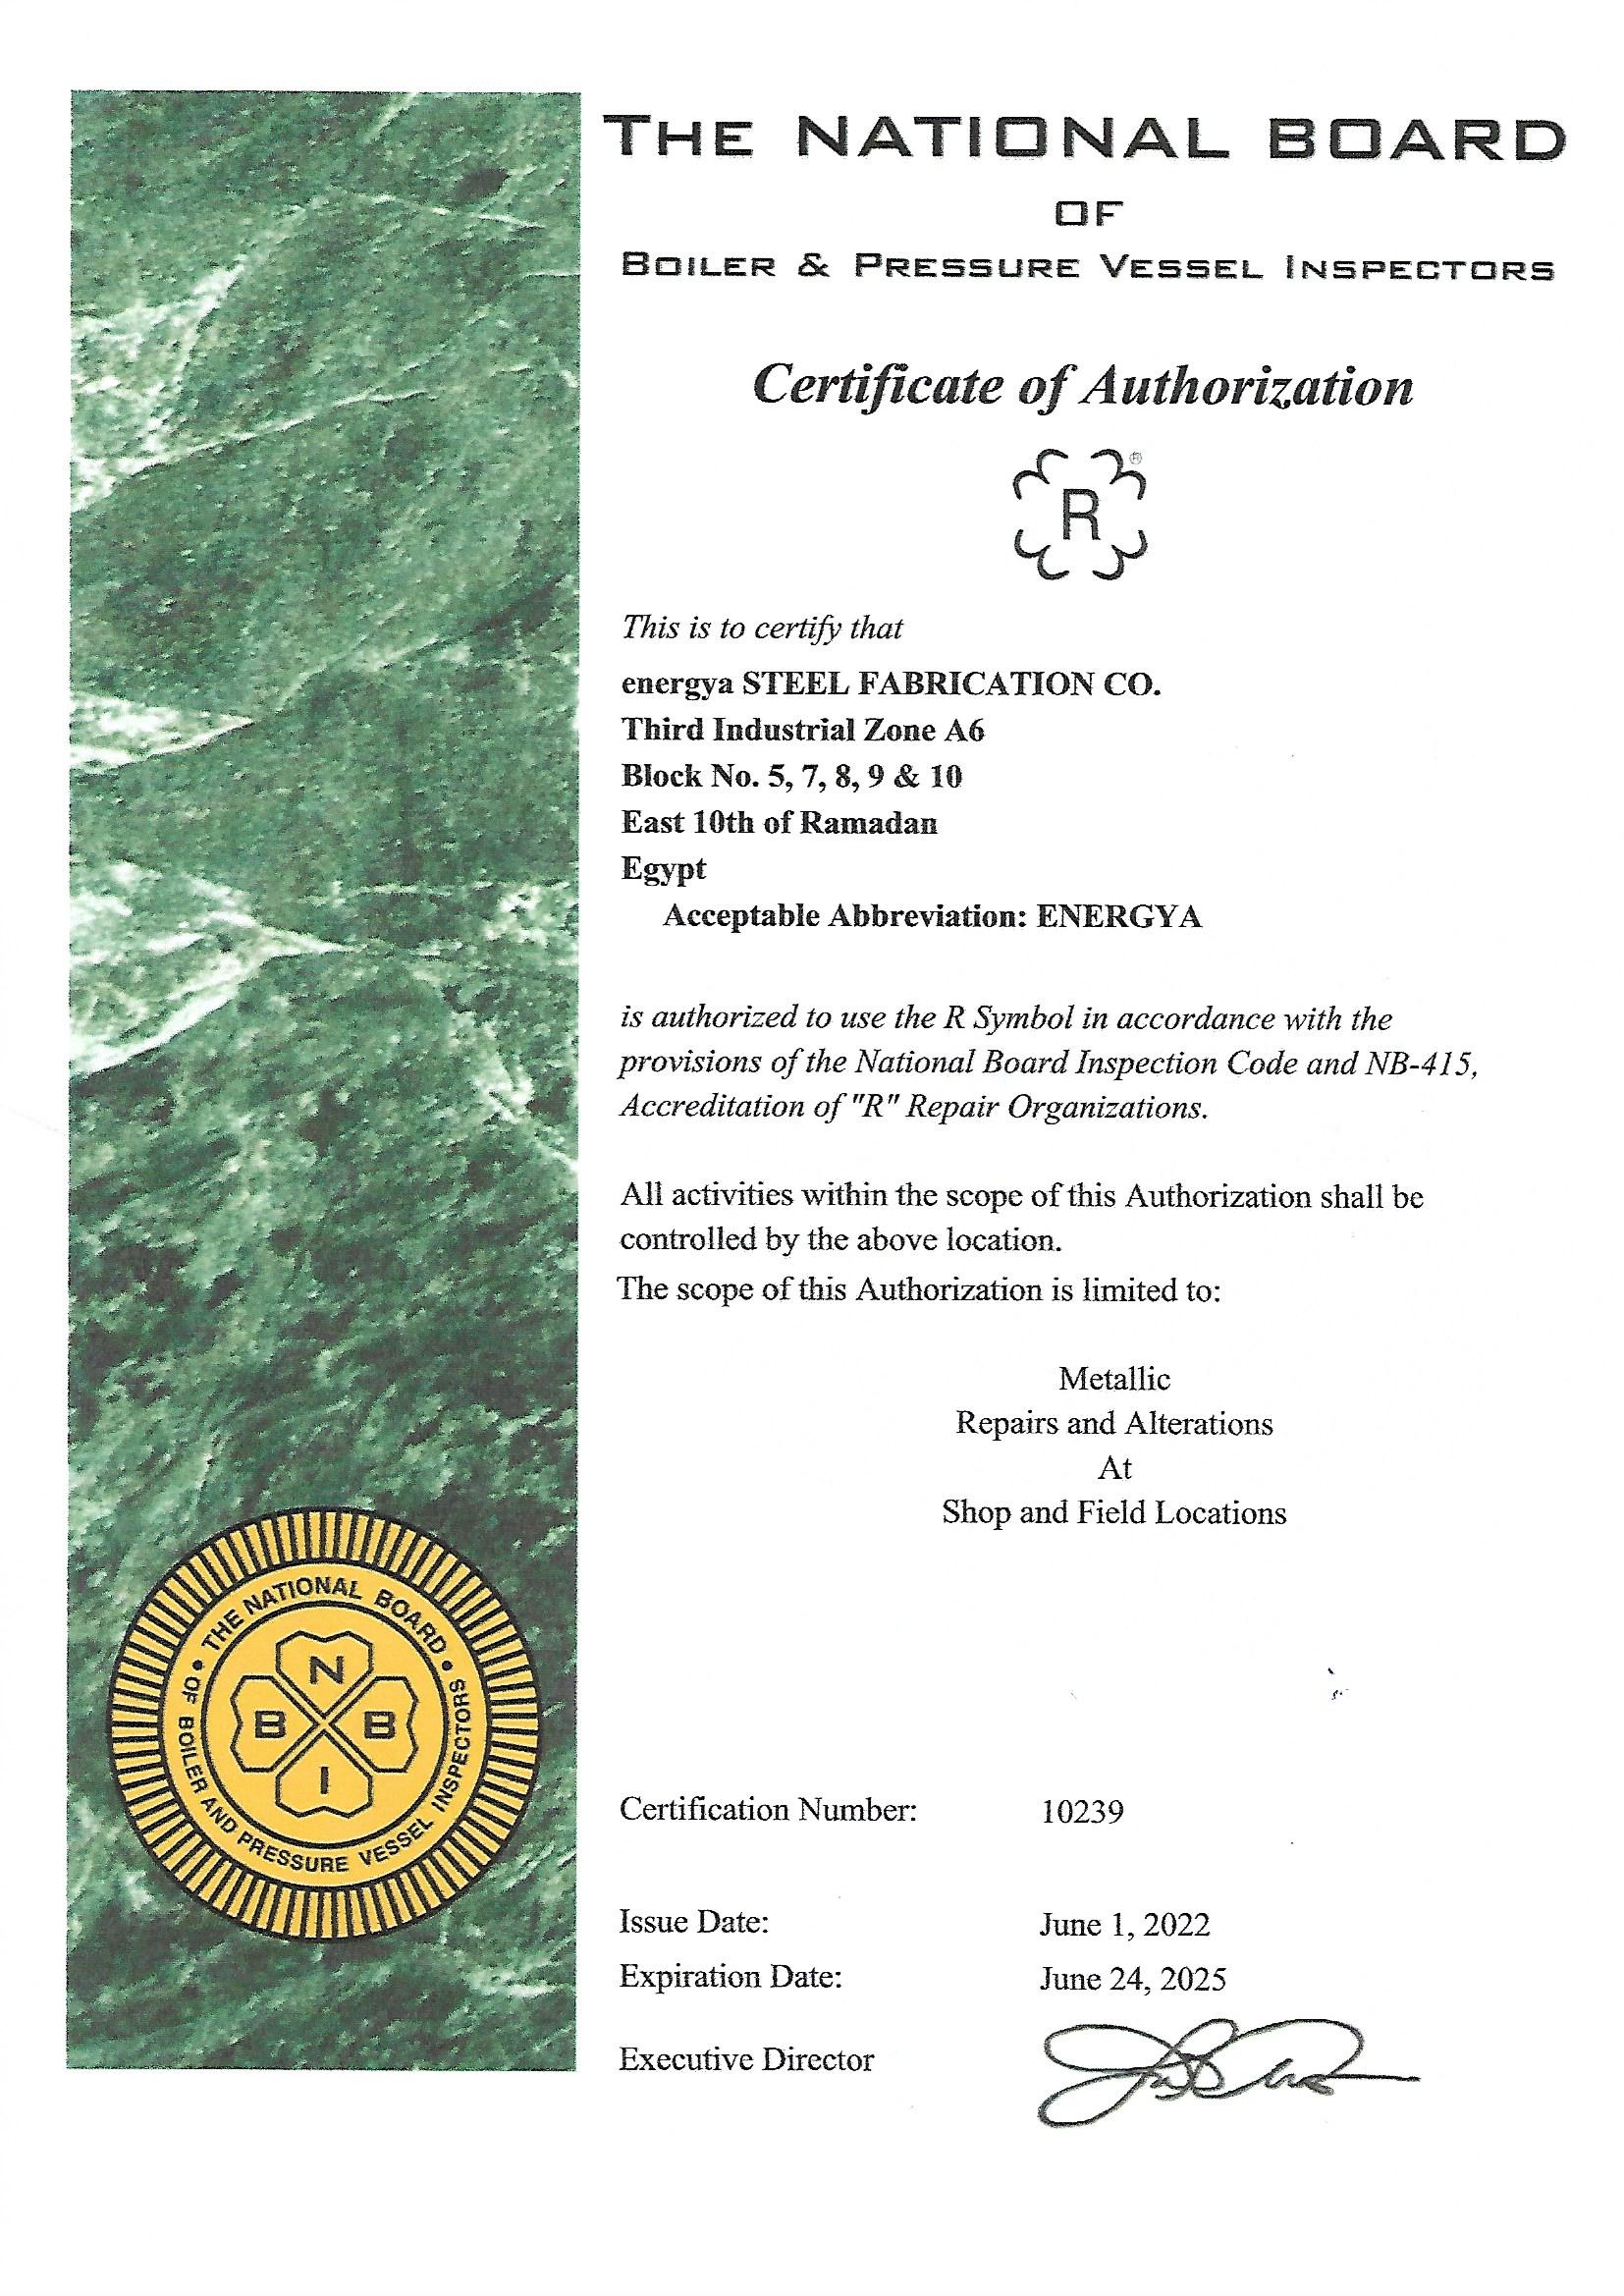 THE NATIONAL BOARD
OF
BOILER & PRESSURE VESSEL INSPECTORS
Certificate of Authorization
R
®
This is to certify that
energya STEEL FABRICATION CO.
Third Industrial Zone A6
Block No. 5, 7, 8, 9 & 10
East 10th of Ramadan
Egypt
Acceptable Abbreviation: ENERGYA
is authorized to use the R Symbol in accordance with the
provisions of the National Board Inspection Code and NB-415,
Accreditation of "R" Repair Organizations.
All activities within the scope of this Authorization shall be
controlled by the above location.
The scope of this Authorization is limited to:
Metallic
Repairs and Alterations
At
Shop and Field Locations
THE NATIONAL BOARD
OF BOILER AND PRESSURE VESSEL INSPECTORS
N
B B
I
Certification Number: 10239
Issue Date: June 1, 2022
Expiration Date: June 24, 2025
Executive Director